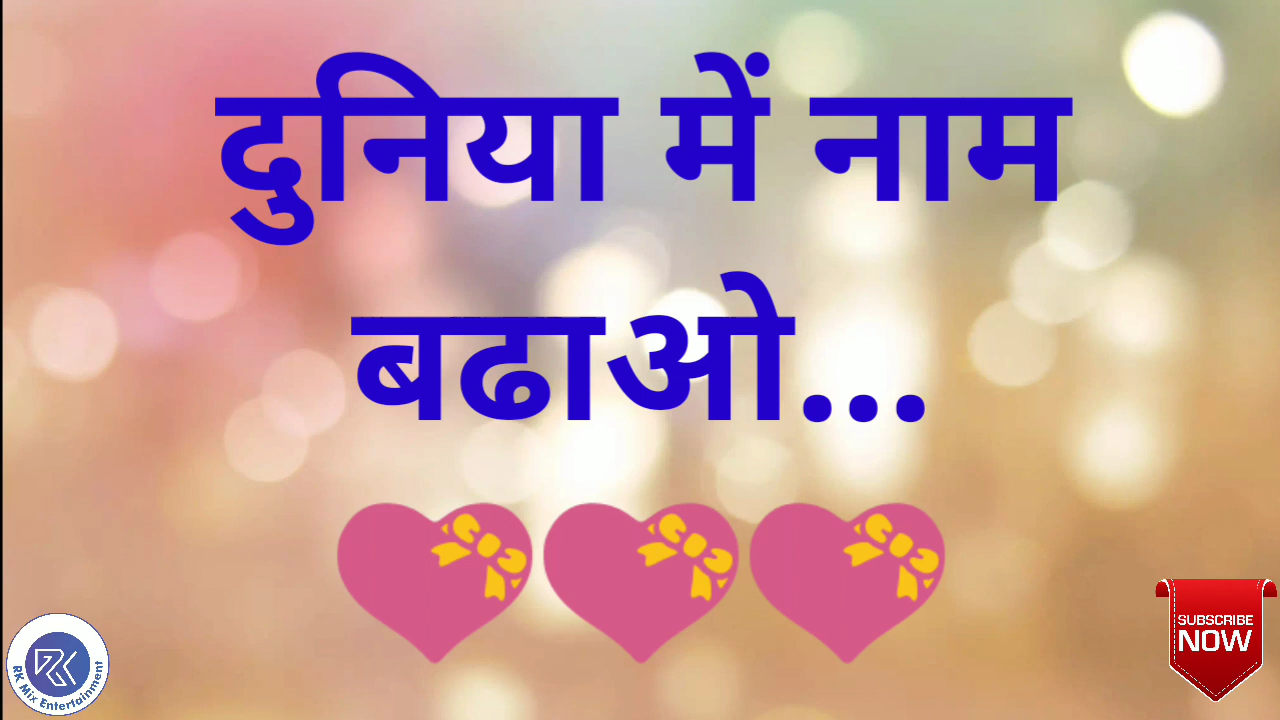 दुनिया में नाम
बढाओ...
RK Mix Entertainment
SUBSCRIBE
NOW